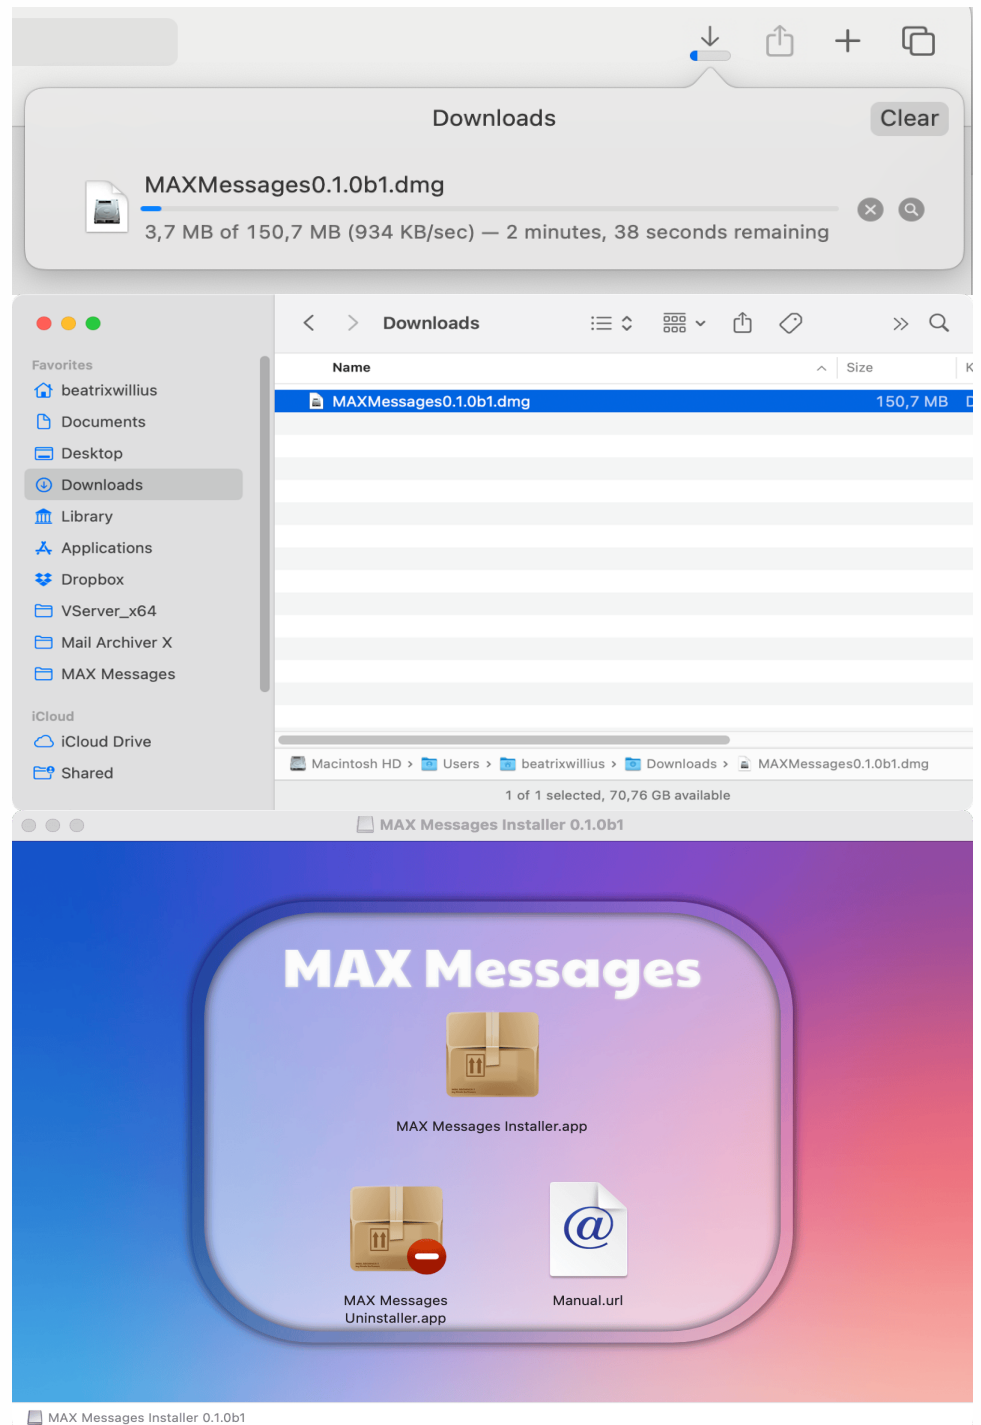 Downloads
Clear
MAXMessages0.1.0b1.dmg
3,7 MB of 150,7 MB (934 KB/sec) — 2 minutes, 38 seconds remaining
Downloads
Favorites
beatrixwillius
Documents
Desktop
Downloads
Library
Applications
Dropbox
VServer_x64
Mail Archiver X
MAX Messages
iCloud
iCloud Drive
Shared
Name
Size
K
MAXMessages0.1.0b1.dmg
150,7 MB
D
Macintosh HD › Users › beatrixwillius › Downloads › MAXMessages0.1.0b1.dmg
1 of 1 selected, 70,76 GB available
MAX Messages Installer 0.1.0b1
MAX Messages
MAX Messages Installer.app
MAX Messages
Uninstaller.app
@
Manual.url
MAX Messages Installer 0.1.0b1